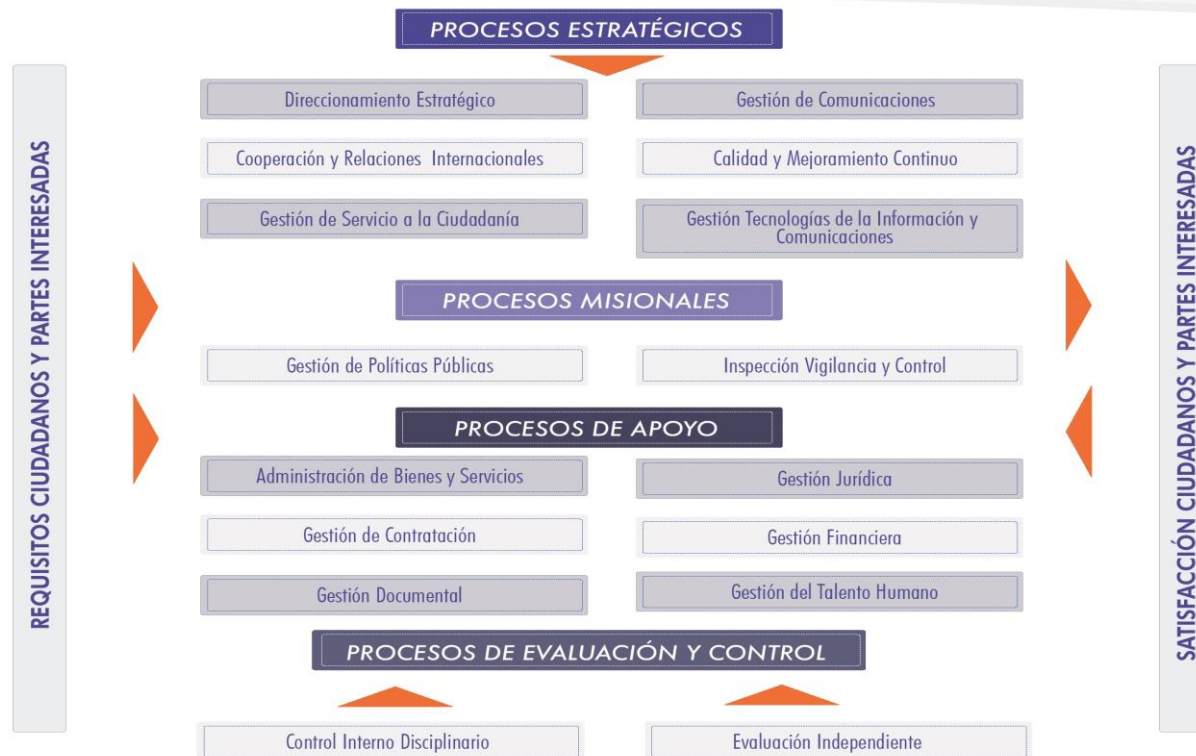 PROCESOS ESTRATÉGICOS
REQUISITOS CIUDADANOS Y PARTES INTERESADAS
Direccionamiento Estratégico
Gestión de Comunicaciones
Cooperación y Relaciones Internacionales
Calidad y Mejoramiento Continuo
Gestión de Servicio a la Ciudadanía
Gestión Tecnologías de la Información y
Comunicaciones
PROCESOS MISIONALES
Gestión de Políticas Públicas
Inspección Vigilancia y Control
PROCESOS DE APOYO
Administración de Bienes y Servicios
Gestión Jurídica
Gestión de Contratación
Gestión Financiera
Gestión Documental
Gestión del Talento Humano
PROCESOS DE EVALUACIÓN Y CONTROL
Control Interno Disciplinario
Evaluación Independiente
SATISFACCIÓN CIUDADANOS Y PARTES INTERESADAS